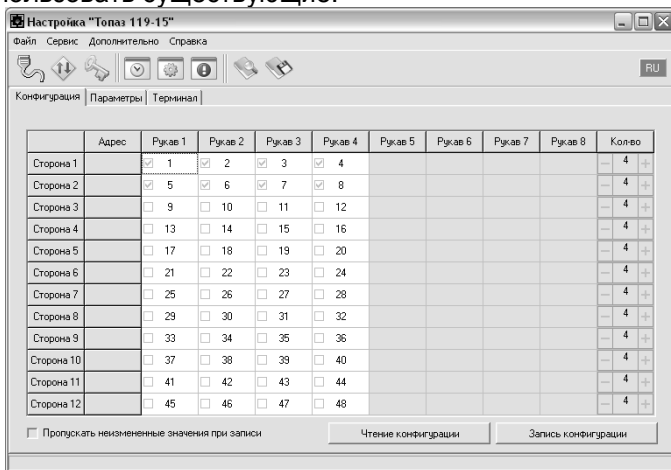 пользовать существующие.
Настройка "Топаз 119-15"
Файл Сервис Дополнительно Справка
RU
Конфигурация Параметры Терминал
Адрес Рукав 1 Рукав 2 Рукав 3 Рукав 4 Рукав 5 Рукав 6 Рукав 7 Рукав 8 Кол-во
Сторона 1 1 2 3 4 4
Сторона 2 5 6 7 8 4
Сторона 3 9 10 11 12 4
Сторона 4 13 14 15 16 4
Сторона 5 17 18 19 20 4
Сторона 6 21 22 23 24 4
Сторона 7 25 26 27 28 4
Сторона 8 29 30 31 32 4
Сторона 9 33 34 35 36 4
Сторона 10 37 38 39 40 4
Сторона 11 41 42 43 44 4
Сторона 12 45 46 47 48 4
Пропускать неизмененные значения при записи Чтение конфигурации Запись конфигурации